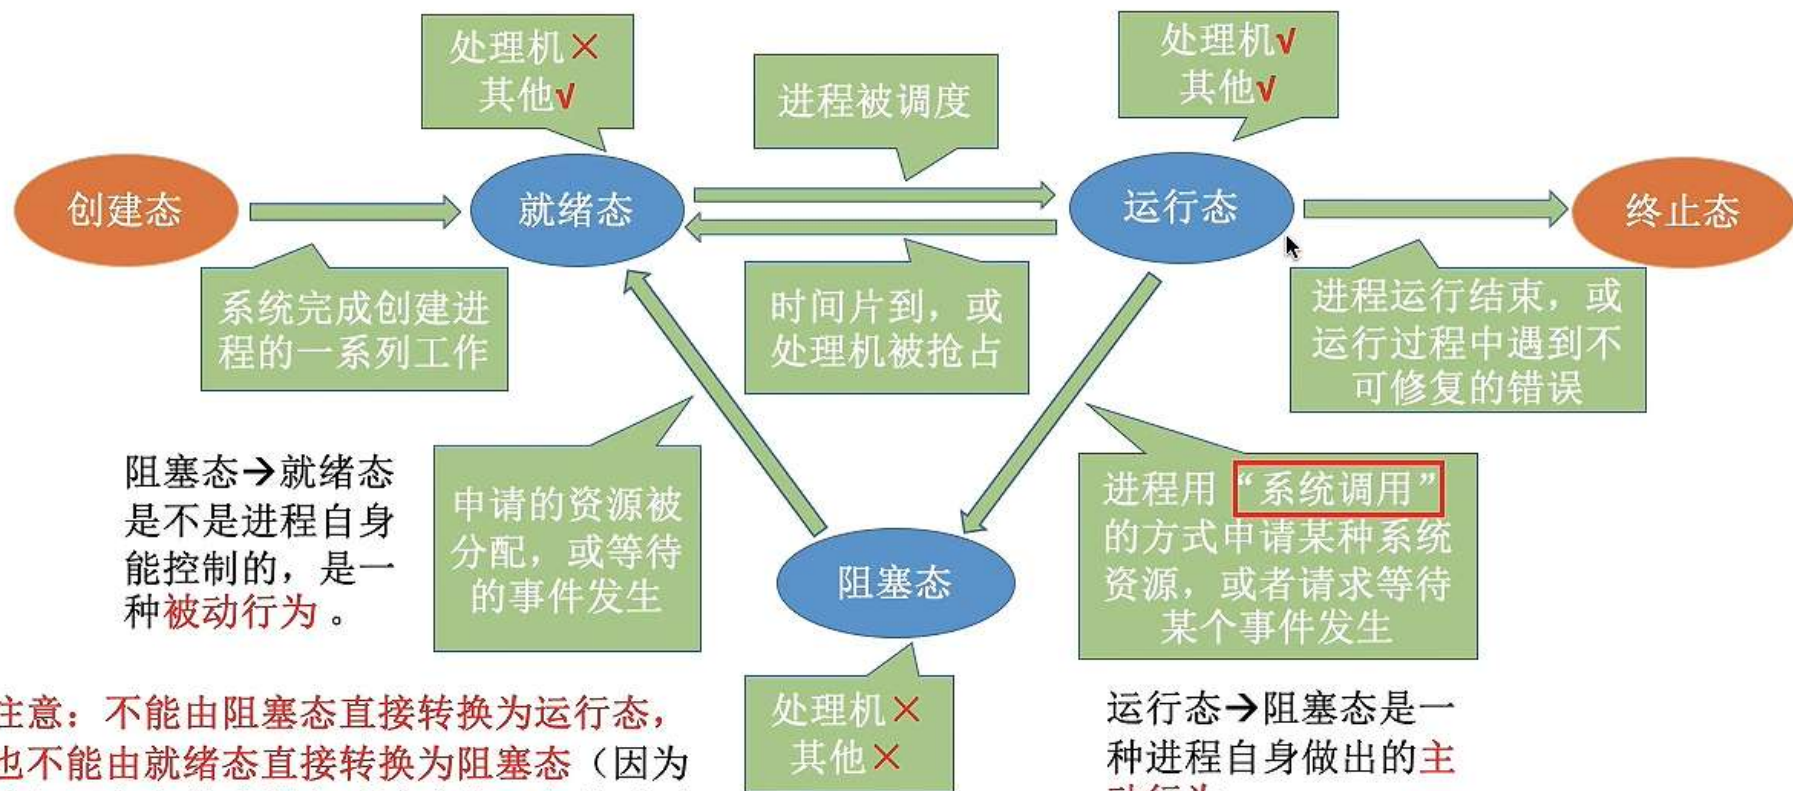 处理机×
其他√
进程被调度
处理机√
其他√
创建态
就绪态
运行态
终止态
系统完成创建进
程的一系列工作
时间片到，或
处理机被抢占
进程运行结束，或
运行过程中遇到不
可修复的错误
阻塞态→就绪态
是不是进程自身
能控制的，是一
种被动行为。
申请的资源被
分配，或等待
的事件发生
进程用“系统调用”
的方式申请某种系统
资源，或者请求等待
某个事件发生
阻塞态
处理机×
其他×
注意：不能由阻塞态直接转换为运行态，
也不能由就绪态直接转换为阻塞态（因为
运行态→阻塞态是一
种进程自身做出的主